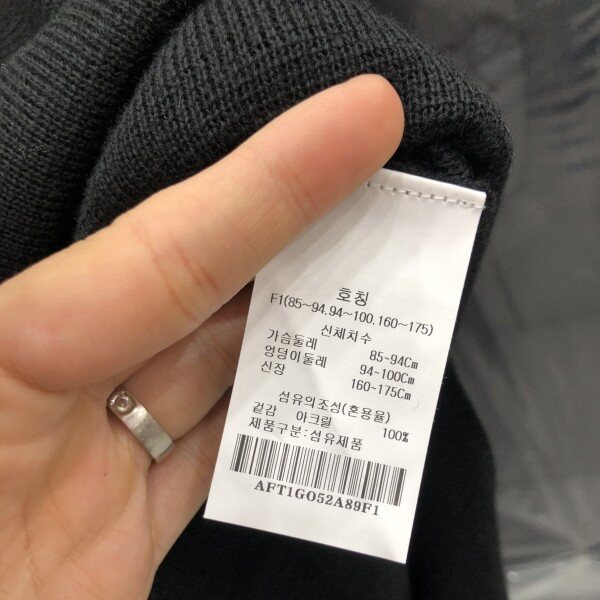 호칭
F1(85~94.94~100.160~175)
신체치수
가슴둘레 85-94Cm
엉덩이둘레 94-100Cm
신장 160-175Cm
섬유의조성(혼용율)
겉감 아크릴 100%
제품구분:섬유제품
AFT1GO52A89F1